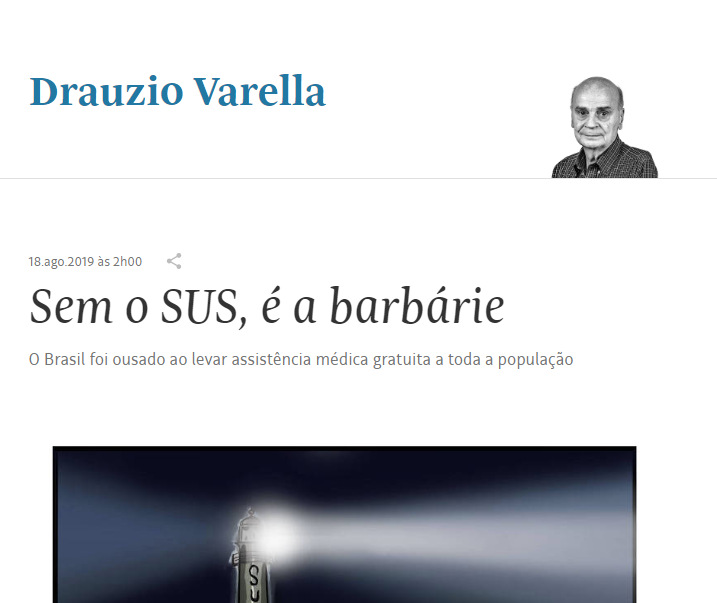 Drauzio Varella
18.ago.2019 às 2h00
Sem o SUS, é a barbárie
O Brasil foi ousado ao levar assistência médica gratuita a toda a população
SU